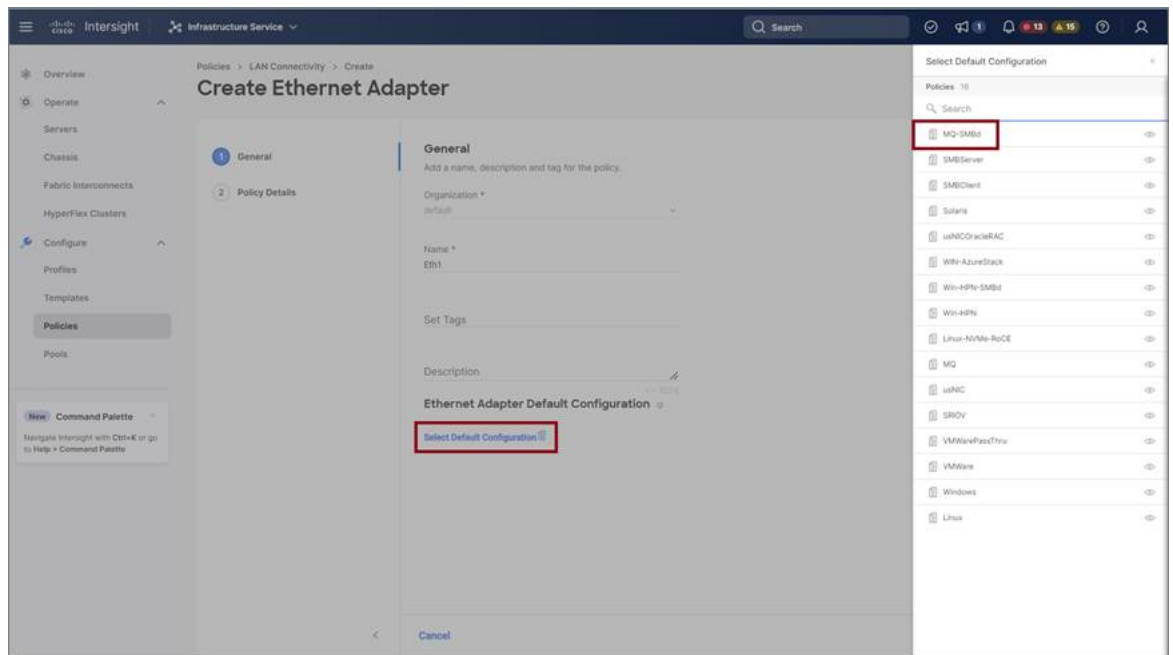 cisco Intersight
Infrastructure Service
Search
1
13
15
Overview
Operate
Servers
Chassis
Fabric Interconnects
HyperFlex Clusters
Configure
Profiles
Templates
Policies
Pools
New Command Palette
Navigate Intersight with Ctrl+K or go
to Help > Command Palette
Policies > LAN Connectivity > Create
Create Ethernet Adapter
1 General
2 Policy Details
General
Add a name, description and tag for the policy.
Organization *
default
Name *
Eth1
Set Tags
Description
<= 1024
Ethernet Adapter Default Configuration
Select Default Configuration
Cancel
Select Default Configuration
Policies 16
Search
MQ-SMBd
SMBServer
SMBClient
Solaris
usNICOracleRAC
WIN-AzureStack
Win-HPN-SMBd
Win-HPN
Linux-NVMe-RoCE
MQ
usNIC
SRIOV
VMWarePassThru
VMWare
Windows
Linux